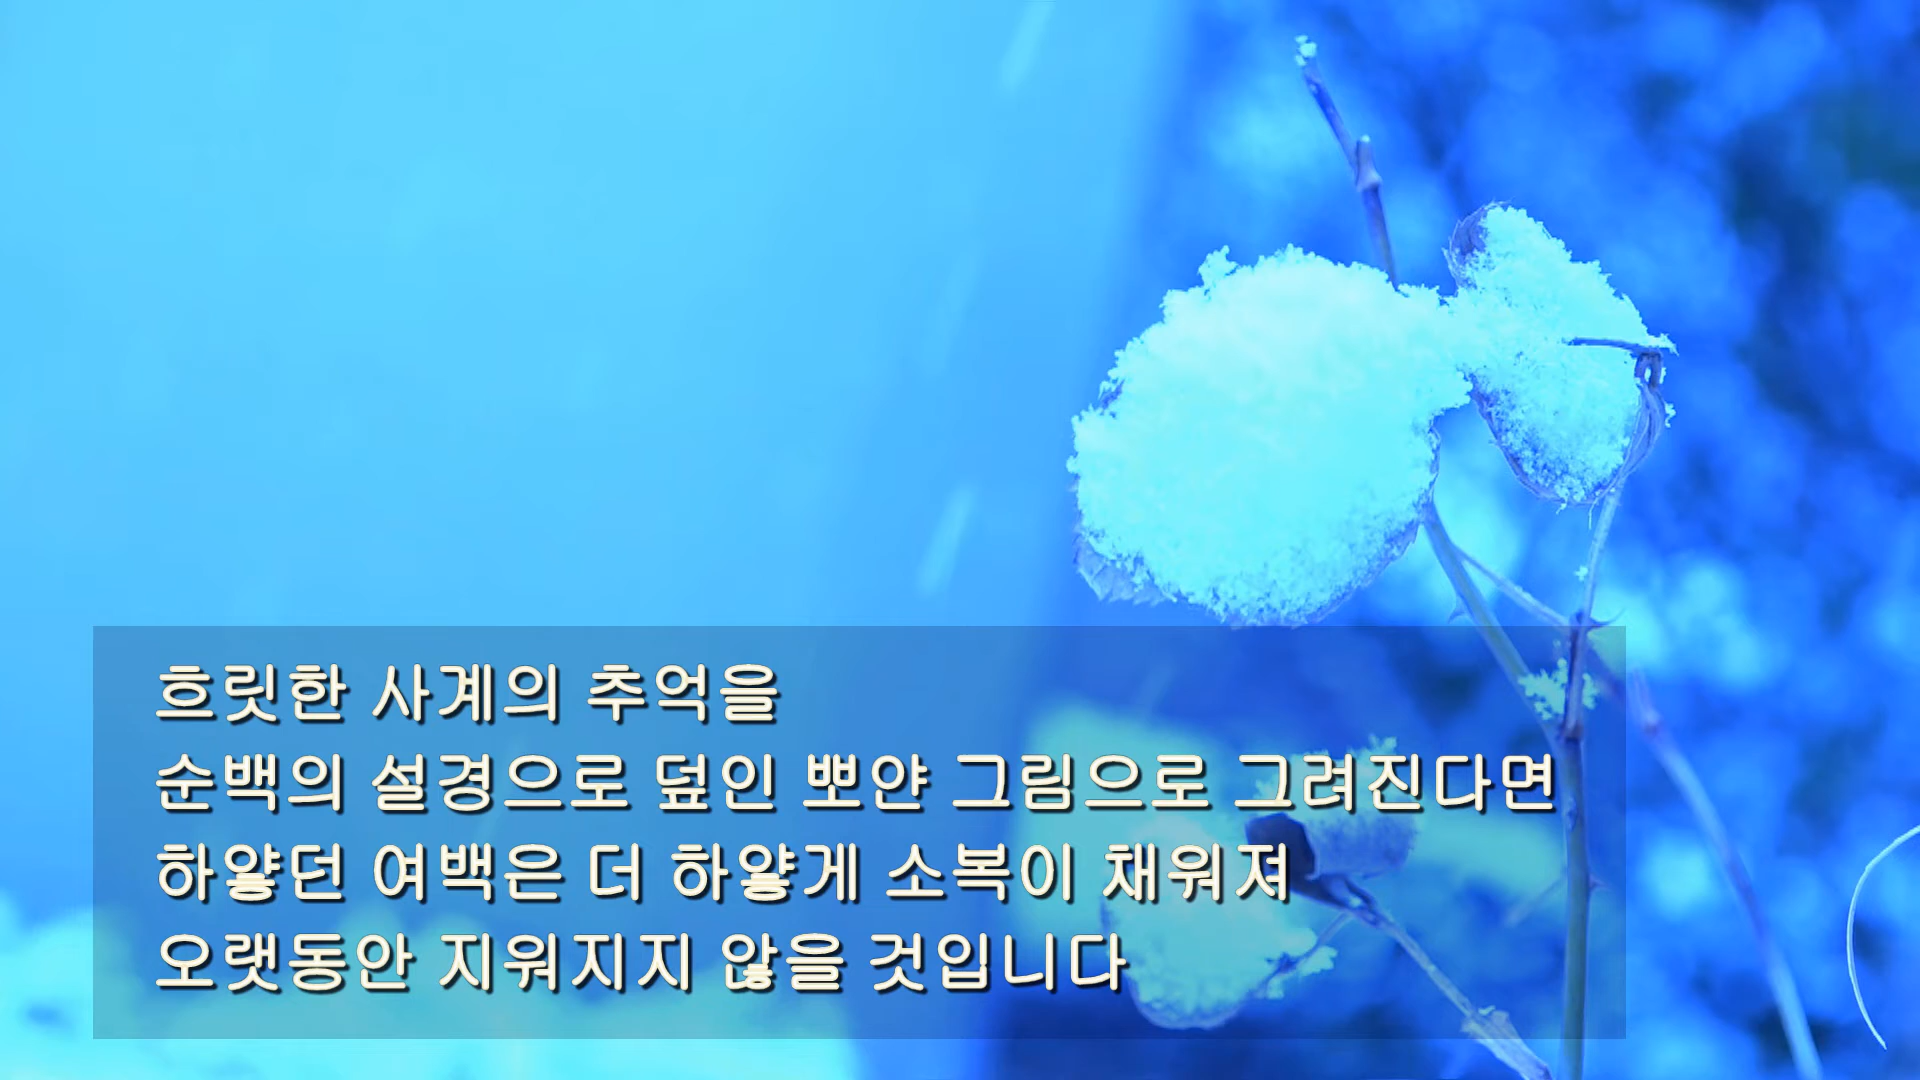 흐릿한 사계의 추억을
순백의 설경으로 덮인 뽀얀 그림으로 그려진다면
하얗던 여백은 더 하얗게 소복이 채워져
오랫동안 지워지지 않을 것입니다